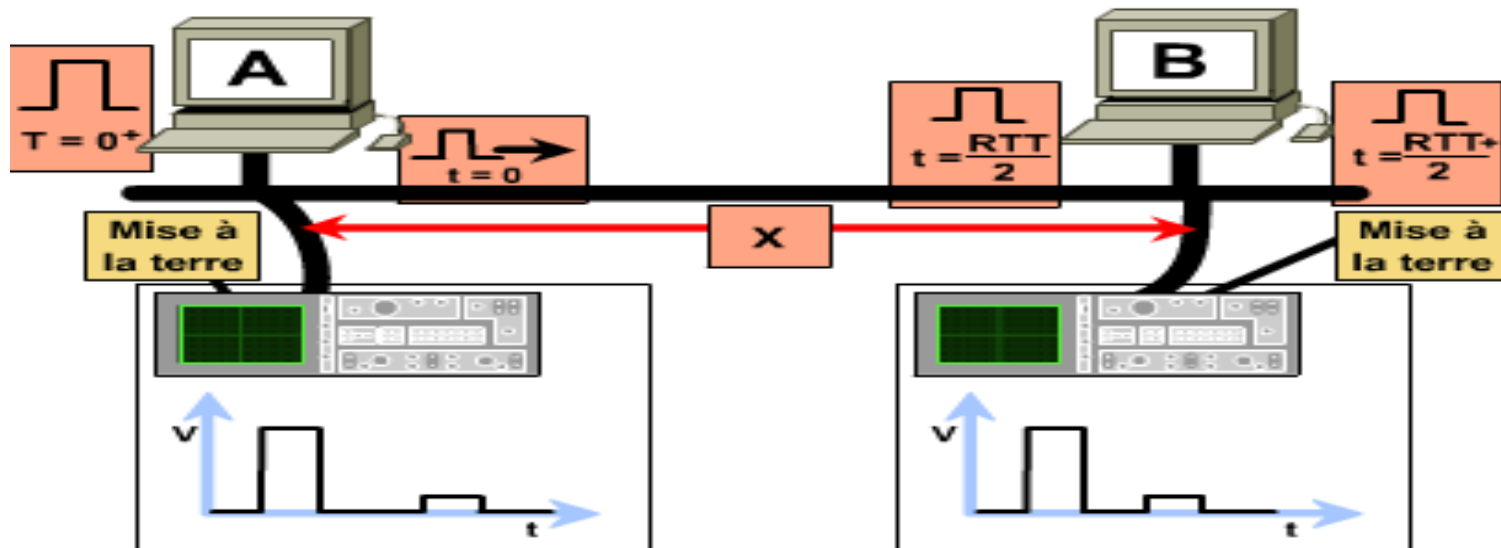 A
T = 0⁺
t = 0
t = RTT/2
B
t = RTT+/2
Mise à
la terre
x
Mise à
la terre
V
t
V
t